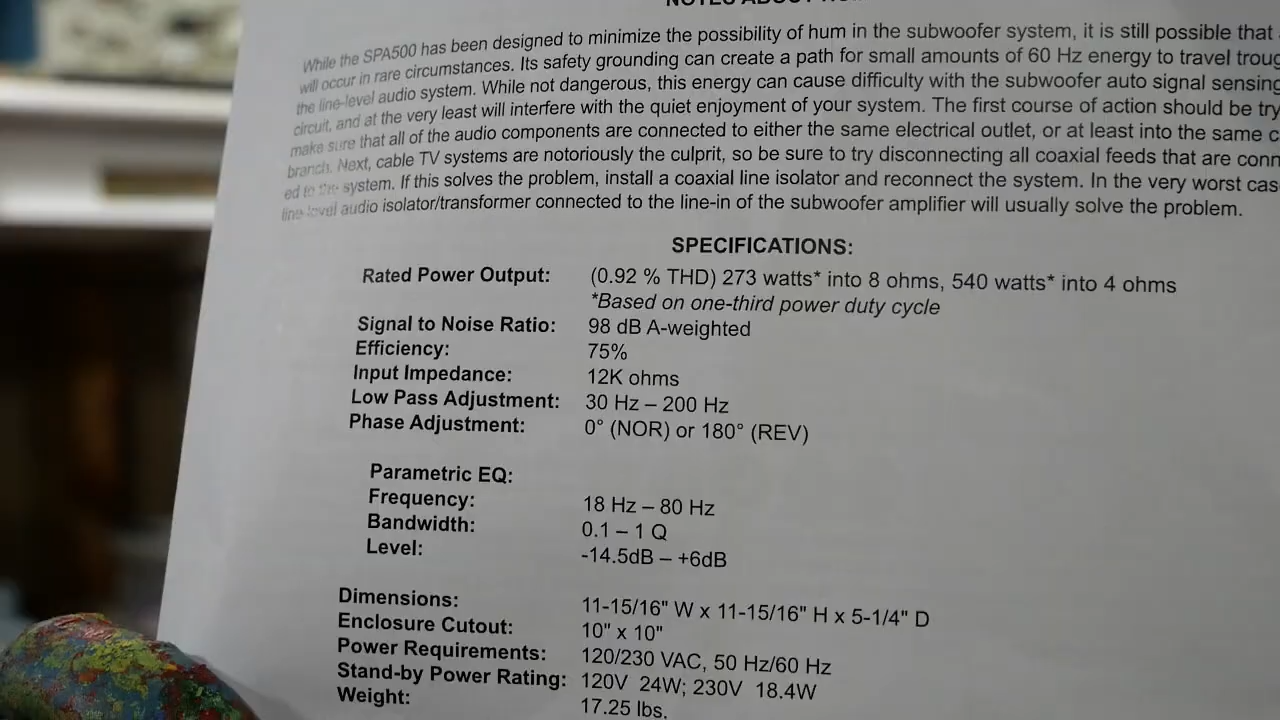 NOTES ABOUT
While the SPA500 has been designed to minimize the possibility of hum in the subwoofer system, it is still possible that
will occur in rare circumstances. Its safety grounding can create a path for small amounts of 60 Hz energy to travel troug
the line-level audio system. While not dangerous, this energy can cause difficulty with the subwoofer auto signal sensing
circuit, and at the very least will interfere with the quiet enjoyment of your system. The first course of action should be try
make sure that all of the audio components are connected to either the same electrical outlet, or at least into the same c
branch. Next, cable TV systems are notoriously the culprit, so be sure to try disconnecting all coaxial feeds that are conn
ed to the system. If this solves the problem, install a coaxial line isolator and reconnect the system. In the very worst cas
line-level audio isolator/transformer connected to the line-in of the subwoofer amplifier will usually solve the problem.
SPECIFICATIONS:
Rated Power Output: (0.92 % THD) 273 watts* into 8 ohms, 540 watts* into 4 ohms
*Based on one-third power duty cycle
Signal to Noise Ratio: 98 dB A-weighted
Efficiency: 75%
Input Impedance: 12K ohms
Low Pass Adjustment: 30 Hz – 200 Hz
Phase Adjustment: 0° (NOR) or 180° (REV)
Parametric EQ:
Frequency: 18 Hz – 80 Hz
Bandwidth: 0.1 – 1 Q
Level: -14.5dB – +6dB
Dimensions: 11-15/16" W x 11-15/16" H x 5-1/4" D
Enclosure Cutout: 10" x 10"
Power Requirements: 120/230 VAC, 50 Hz/60 Hz
Stand-by Power Rating: 120V 24W; 230V 18.4W
Weight: 17.25 lbs.